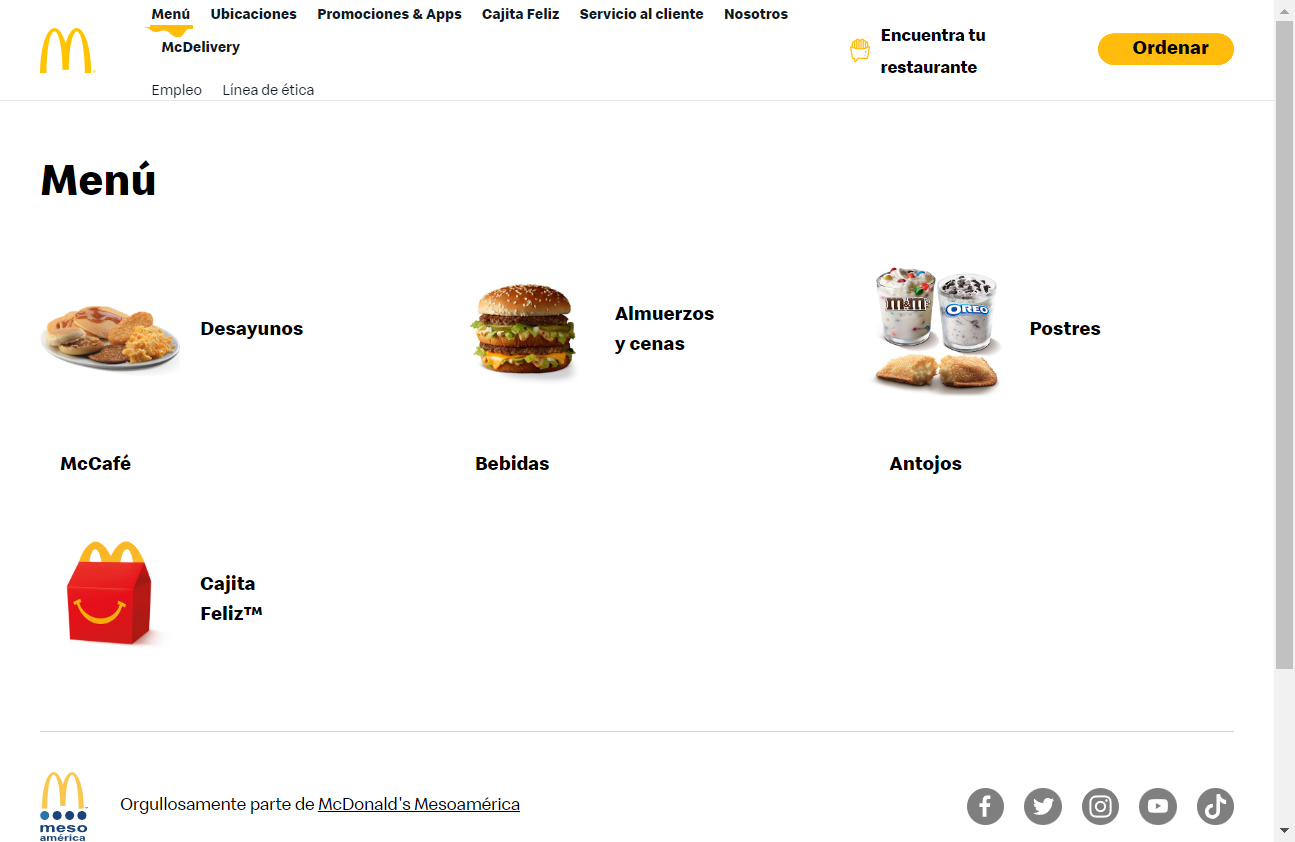 Menú Ubicaciones Promociones & Apps Cajita Feliz Servicio al cliente Nosotros
McDelivery
Encuentra tu
restaurante
Ordenar
Empleo Línea de ética
Menú
Desayunos
Almuerzos
y cenas
m&m's
OREO
Postres
McCafé
Bebidas
Antojos
Cajita
Feliz™
Orgullosamente parte de McDonald's Mesoamérica
meso
américa